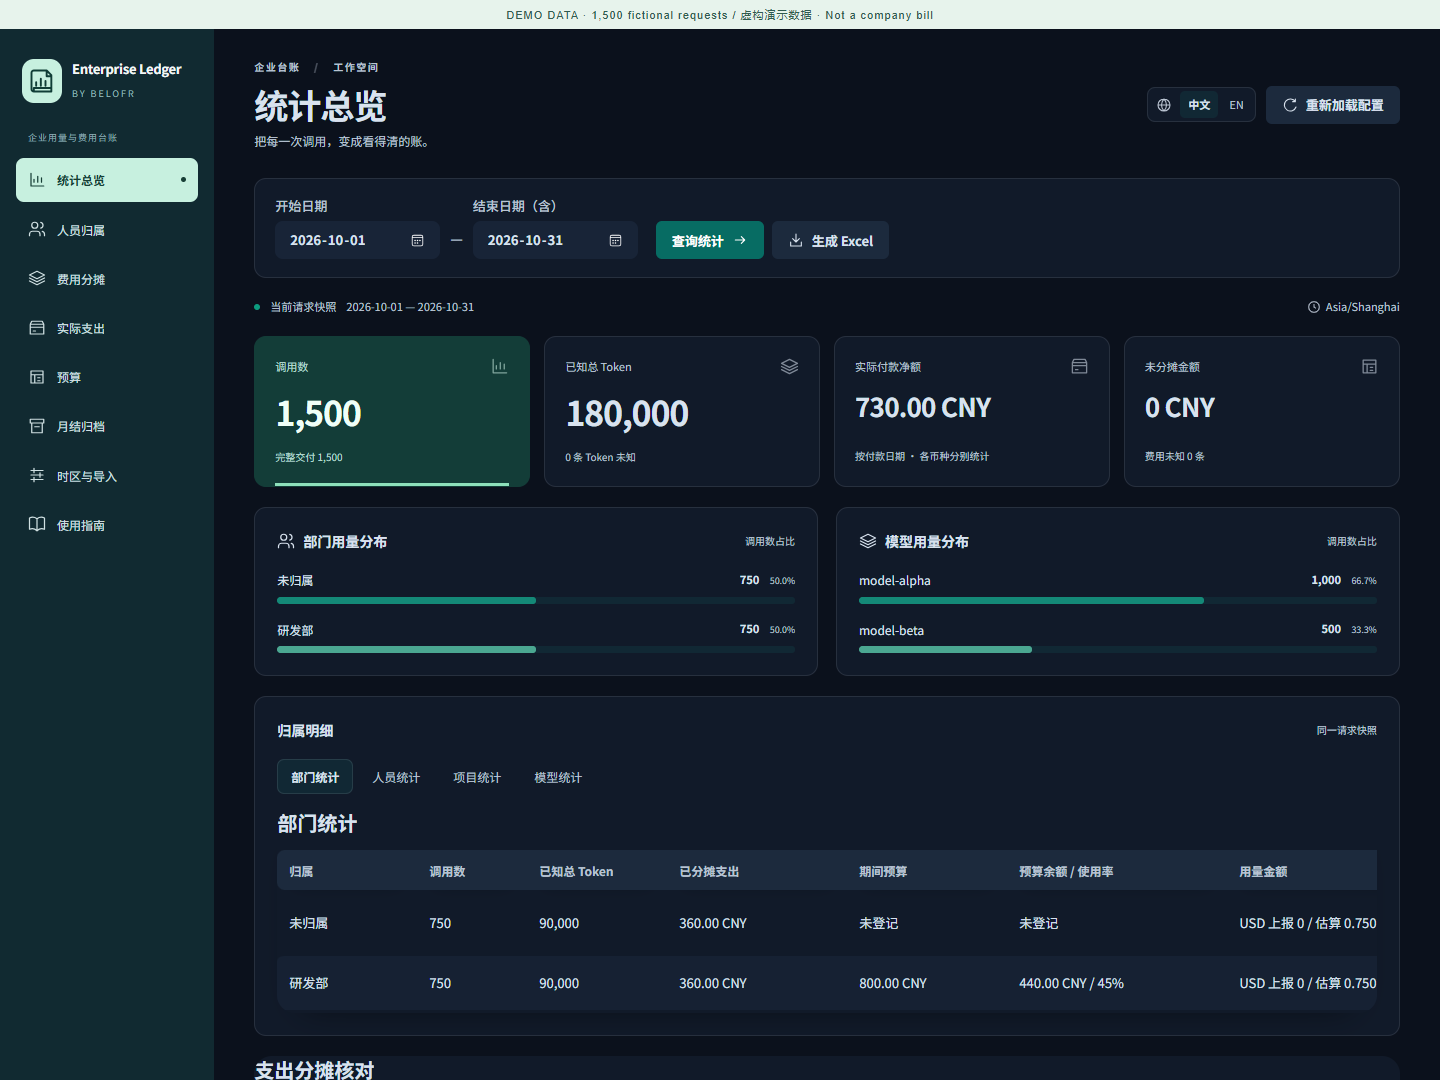 DEMO DATA · 1,500 fictional requests / 虚构演示数据 · Not a company bill
Enterprise Ledger
BY BELOFR
企业用量与费用台账
统计总览
人员归属
费用分摊
实际支出
预算
月结归档
时区与导入
使用指南
企业台账 / 工作空间
统计总览
把每一次调用，变成看得清的账。
中文 EN
重新加载配置
开始日期
结束日期（含）
2026-10-01 — 2026-10-31
查询统计
生成 Excel
当前请求快照 2026-10-01 — 2026-10-31
Asia/Shanghai
调用数
1,500
完整交付 1,500
已知总 Token
180,000
0 条 Token 未知
实际付款净额
730.00 CNY
按付款日期 · 各币种分别统计
未分摊金额
0 CNY
费用未知 0 条
部门用量分布 调用数占比
未归属 750 50.0%
研发部 750 50.0%
模型用量分布 调用数占比
model-alpha 1,000 66.7%
model-beta 500 33.3%
归属明细 同一请求快照
部门统计 人员统计 项目统计 模型统计
部门统计
归属 调用数 已知总 Token 已分摊支出 期间预算 预算余额 / 使用率 用量金额
未归属 750 90,000 360.00 CNY 未登记 未登记 USD 上报 0 / 估算 0.750
研发部 750 90,000 360.00 CNY 800.00 CNY 440.00 CNY / 45% USD 上报 0 / 估算 0.750
支出分摊核对